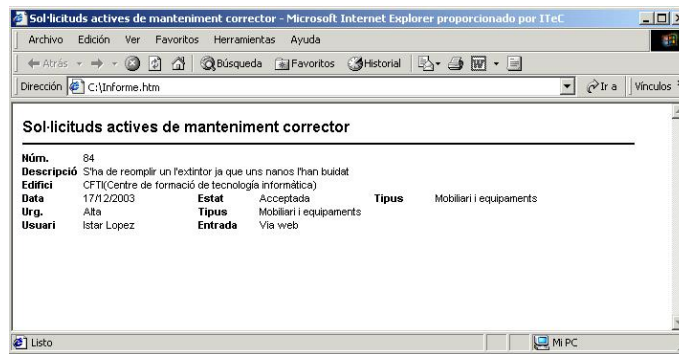 Sol·licituds actives de manteniment corrector - Microsoft Internet Explorer proporcionado por ITeC
Archivo Edición Ver Favoritos Herramientas Ayuda
Atrás Búsqueda Favoritos Historial
Dirección C:\Informe.htm Ir a Vínculos
Sol·licituds actives de manteniment corrector
Núm. 84
Descripció S'ha de reomplir un l'extintor ja que uns nanos l'han buidat
Edifici CFTI(Centre de formació de tecnología informàtica)
Data 17/12/2003 Estat Acceptada Tipus Mobiliari i equipaments
Urg. Alta Tipus Mobiliari i equipaments
Usuari Istar Lopez Entrada Via web
Listo Mi PC